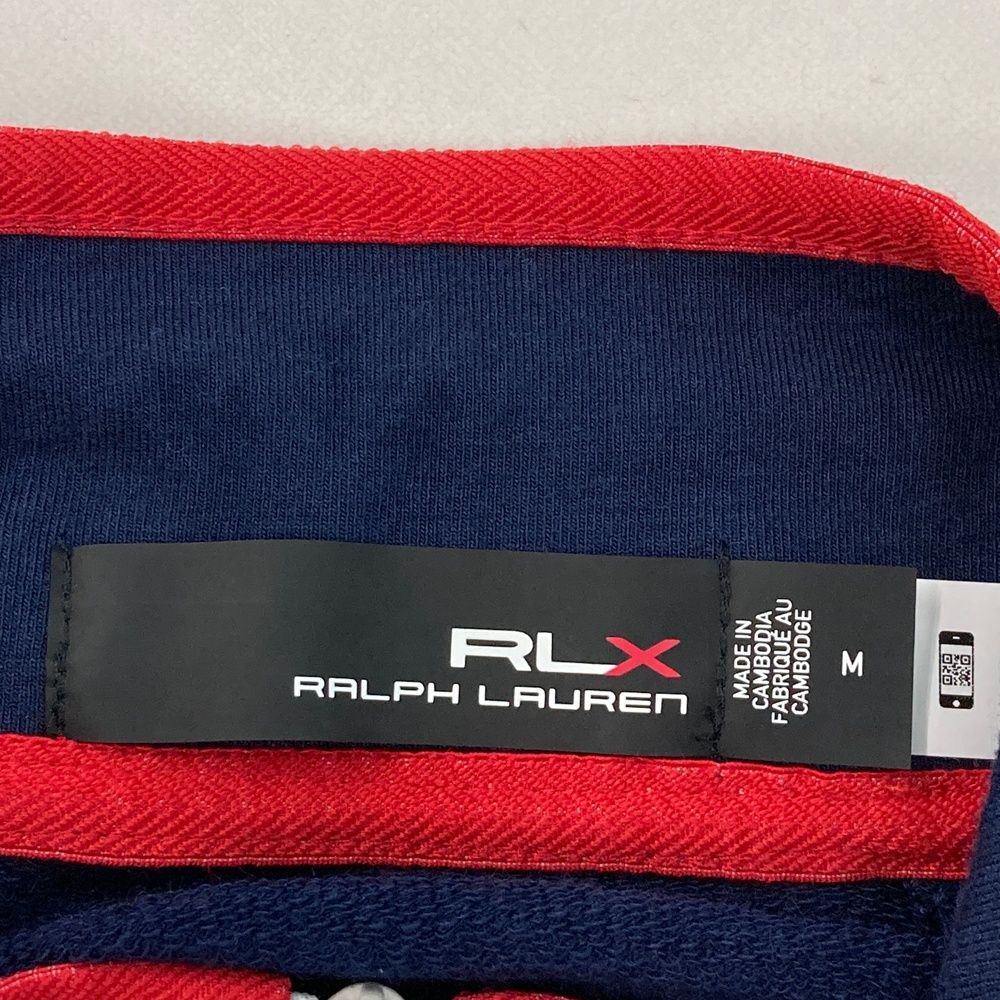 RLX
RALPH LAUREN
MADE IN
CAMBODIA
FABRIQUÉ AU
CAMBODGE
M